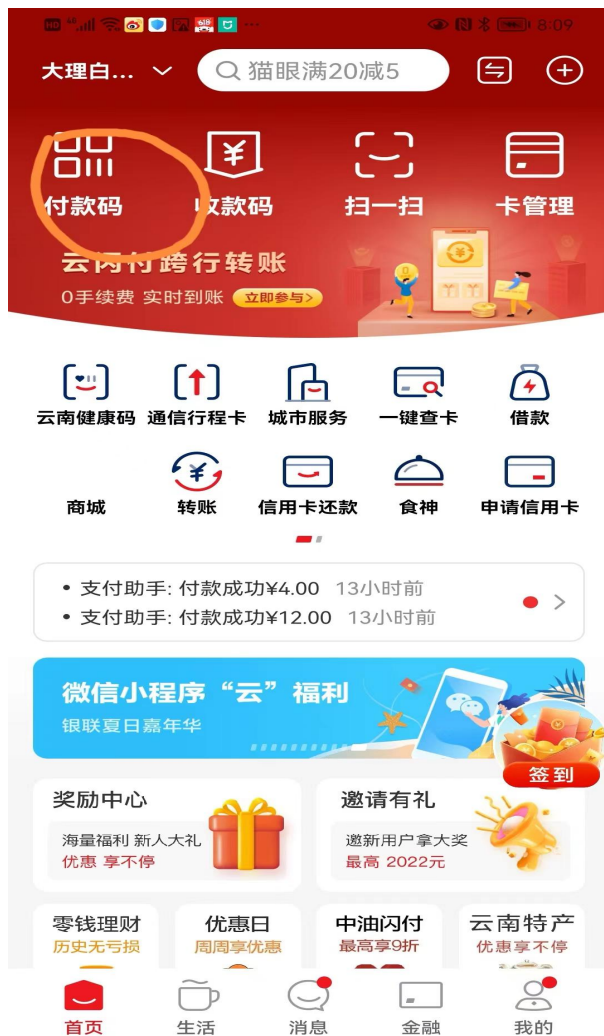 HD 8:09
大理白... 猫眼满20减5
付款码 收款码 扫一扫 卡管理
云闪付跨行转账
0手续费 实时到账 立即参与>
云南健康码 通信行程卡 城市服务 一键查卡 借款
商城 转账 信用卡还款 食神 申请信用卡
• 支付助手: 付款成功¥4.00 13小时前
• 支付助手: 付款成功¥12.00 13小时前
微信小程序“云”福利
银联夏日嘉年华
签到
奖励中心 邀请有礼
海量福利 新人大礼 邀新用户拿大奖
优惠 享不停 最高 2022元
零钱理财 优惠日 中油闪付 云南特产
历史无亏损 周周享优惠 最高享9折 优惠享不停
首页 生活 消息 金融 我的